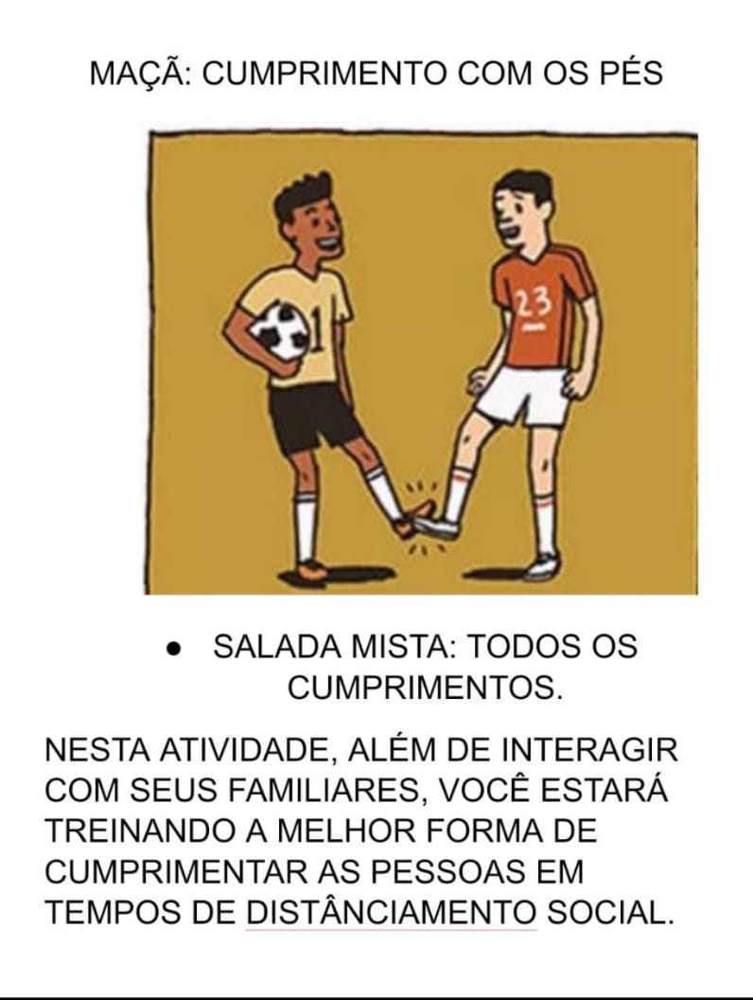 MAÇÃ: CUMPRIMENTO COM OS PÉS
1
23
● SALADA MISTA: TODOS OS
CUMPRIMENTOS.
NESTA ATIVIDADE, ALÉM DE INTERAGIR
COM SEUS FAMILIARES, VOCÊ ESTARÁ
TREINANDO A MELHOR FORMA DE
CUMPRIMENTAR AS PESSOAS EM
TEMPOS DE DISTÂNCIAMENTO SOCIAL.